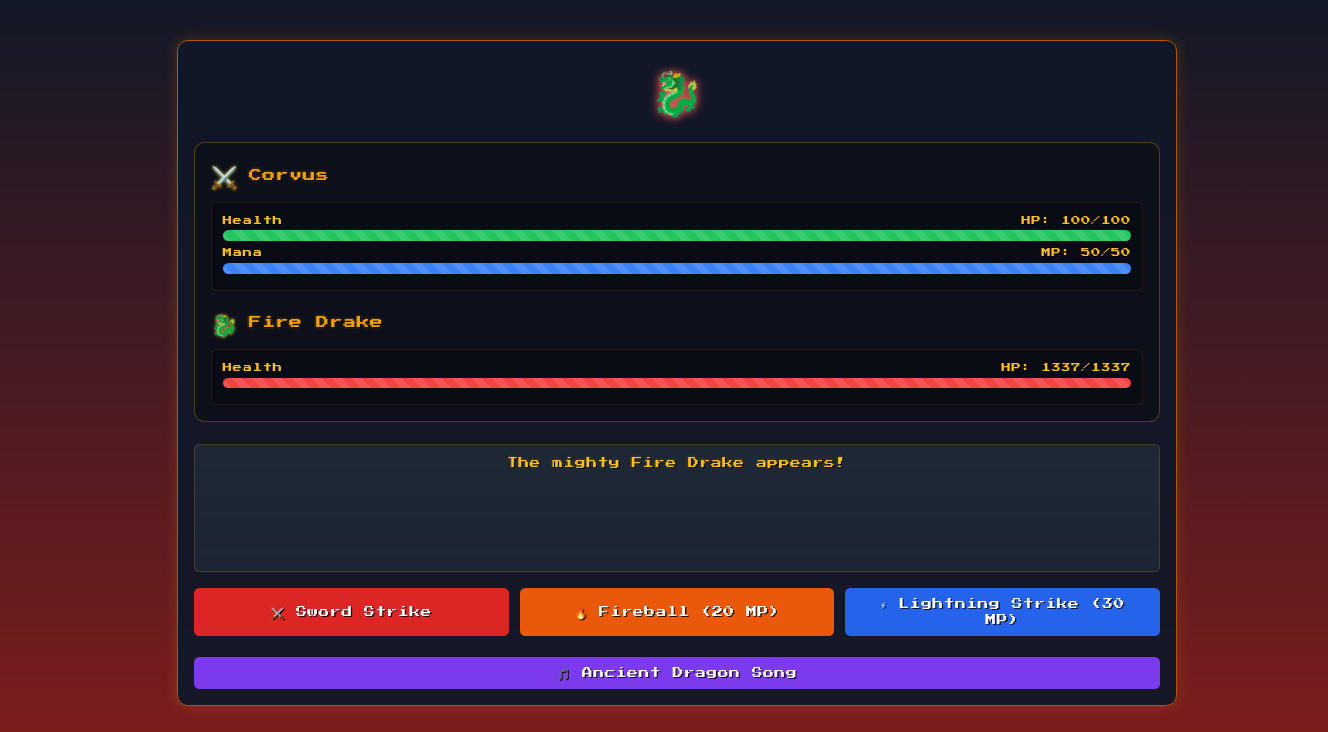 Corvus
Health HP: 100/100
Mana MP: 50/50
Fire Drake
Health HP: 1337/1337
The mighty Fire Drake appears!
Sword Strike
Fireball (20 MP)
Lightning Strike (30
MP)
Ancient Dragon Song